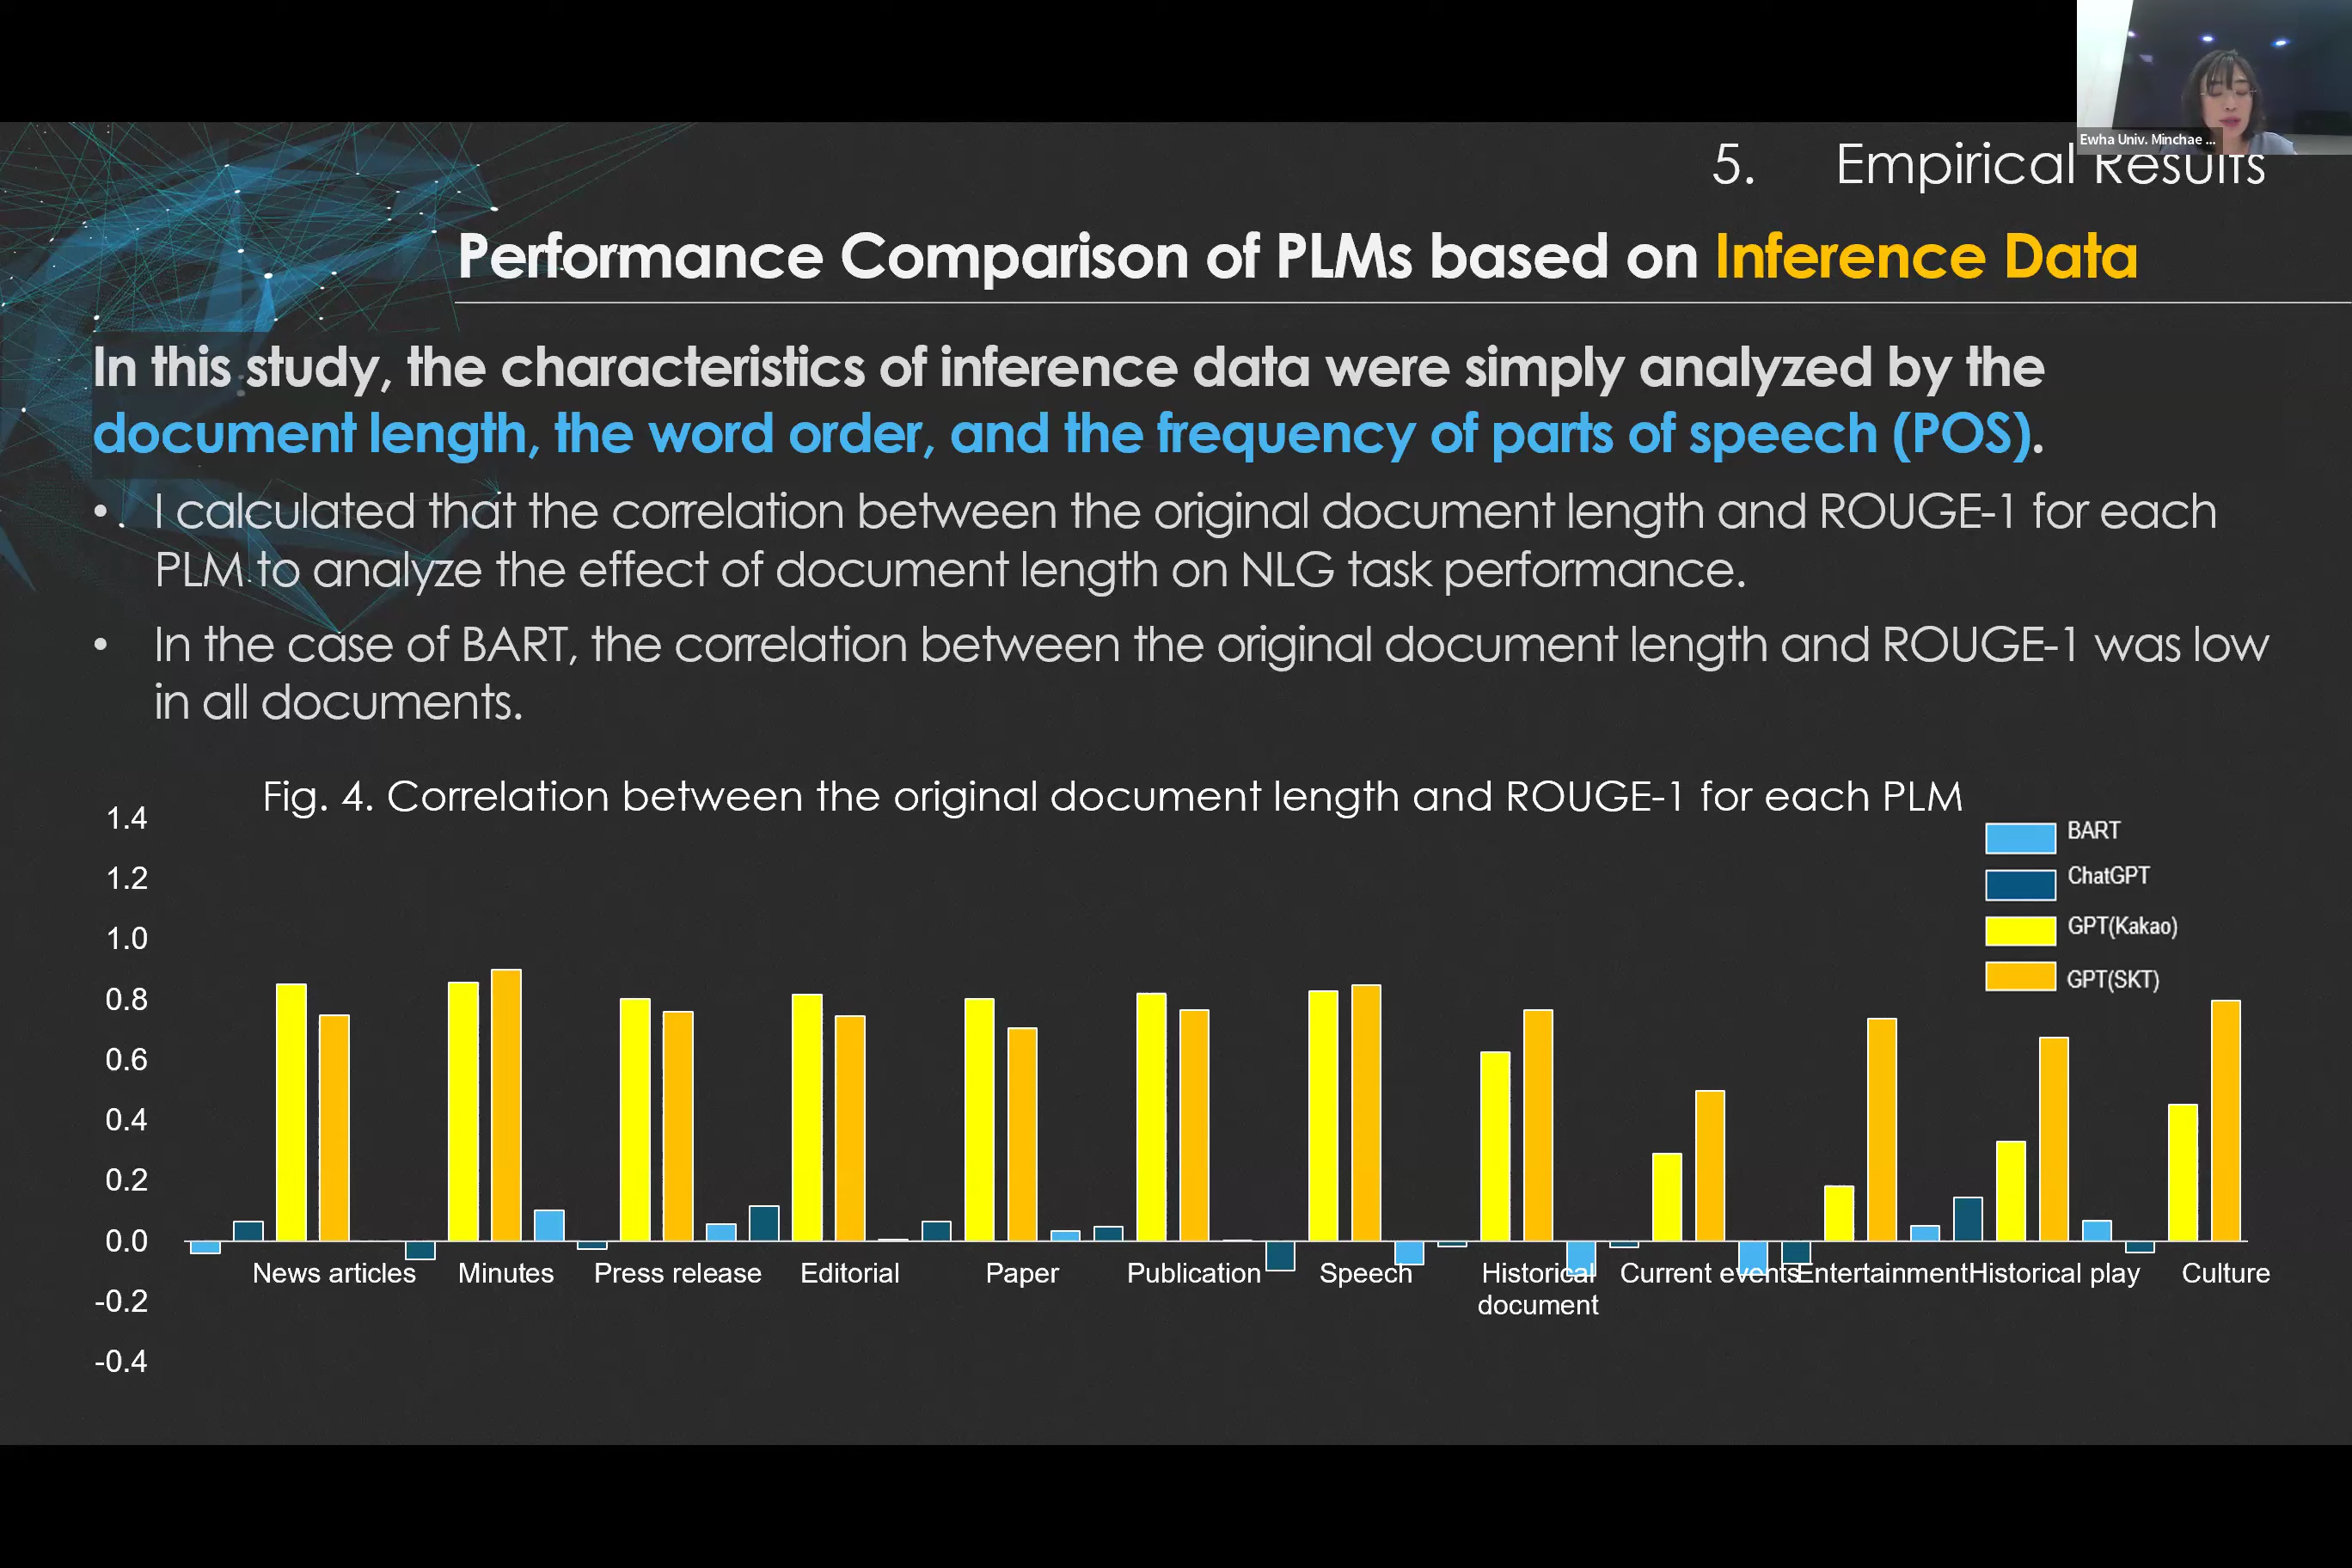 Ewha Univ. Minchae ...
5. Empirical Results
Performance Comparison of PLMs based on Inference Data
In this study, the characteristics of inference data were simply analyzed by the
document length, the word order, and the frequency of parts of speech (POS).
• I calculated that the correlation between the original document length and ROUGE-1 for each
PLM to analyze the effect of document length on NLG task performance.
• In the case of BART, the correlation between the original document length and ROUGE-1 was low
in all documents.
Fig. 4. Correlation between the original document length and ROUGE-1 for each PLM
1.4
1.2
1.0
0.8
0.6
0.4
0.2
0.0
-0.2
-0.4
BART
ChatGPT
GPT(Kakao)
GPT(SKT)
News articles
Minutes
Press release
Editorial
Paper
Publication
Speech
Historical
document
Current events
Entertainment
Historical play
Culture